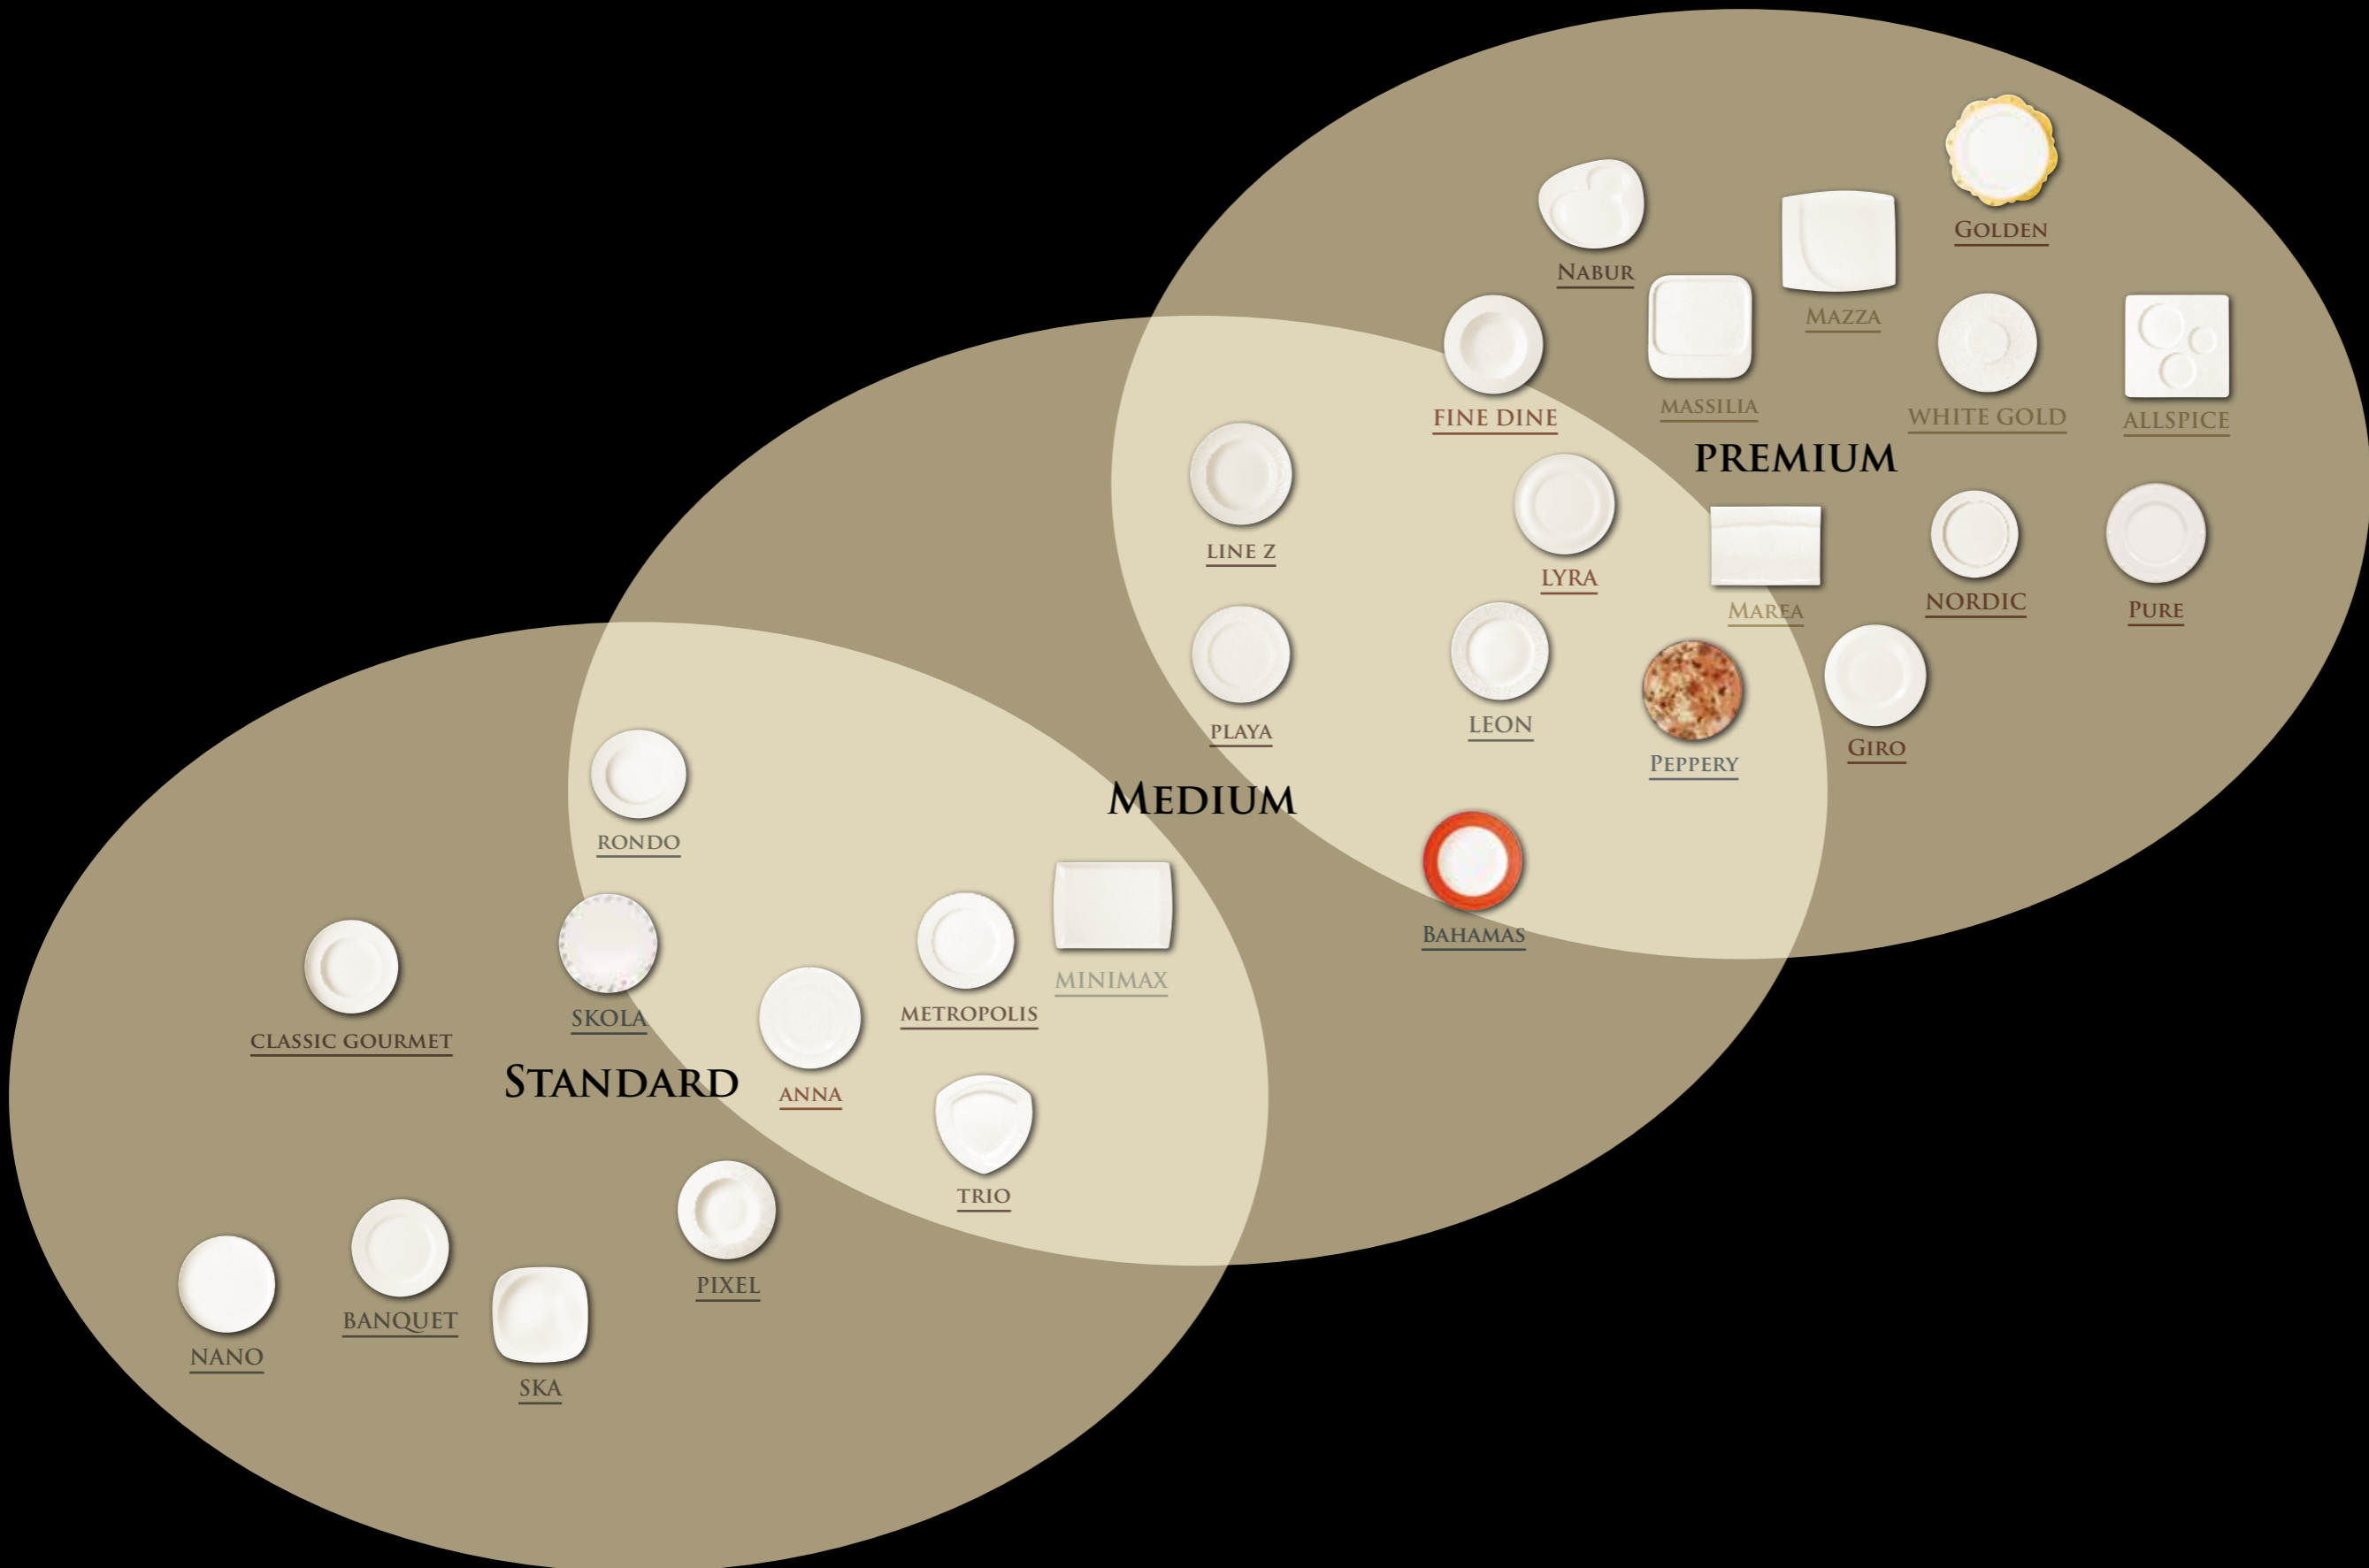 Golden
Nabur
Mazza
MASSILIA
FINE DINE
WHITE GOLD
ALLSPICE
PREMIUM
LINE Z
LYRA
Marea
NORDIC
Pure
PLAYA
LEON
Peppery
Giro
Medium
RONDO
Bahamas
MINIMAX
METROPOLIS
SKOLA
CLASSIC GOURMET
Standard
ANNA
TRIO
PIXEL
BANQUET
NANO
SKA